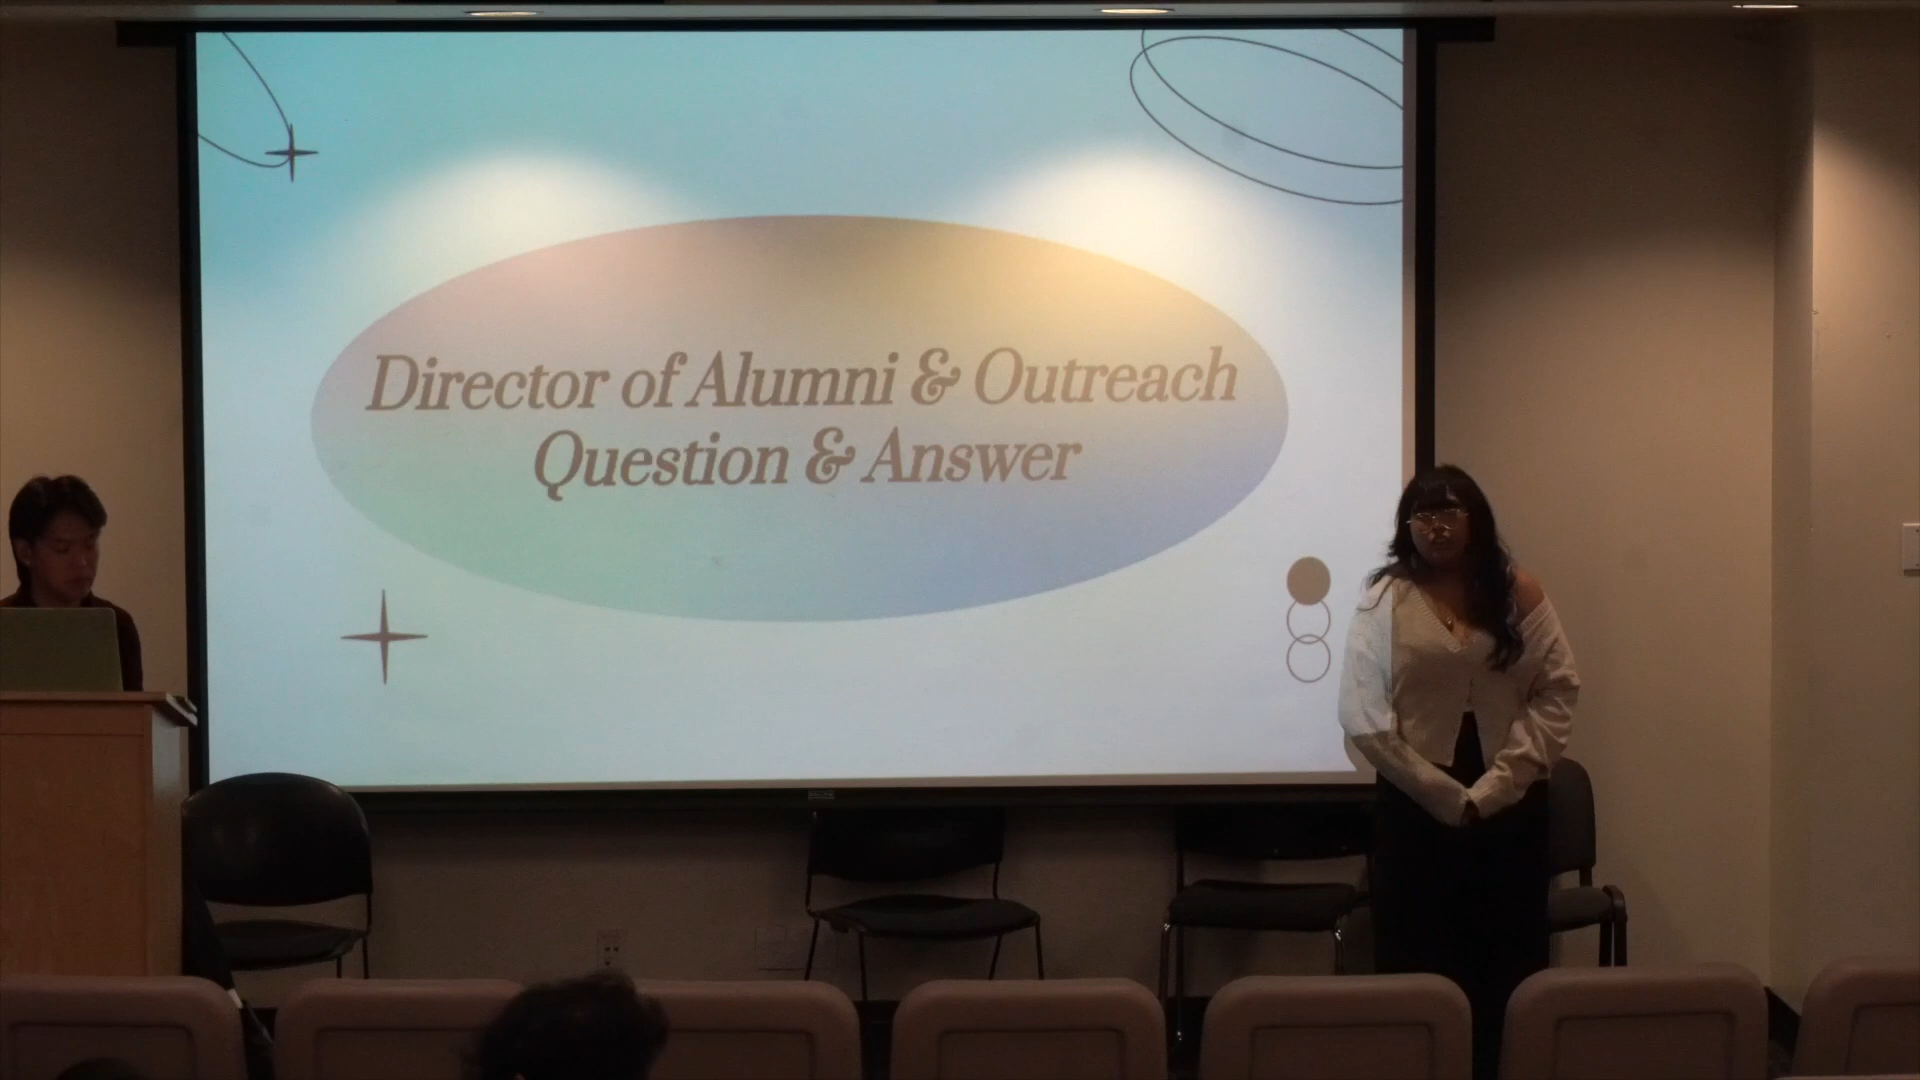 Director of Alumni & Outreach
Question & Answer